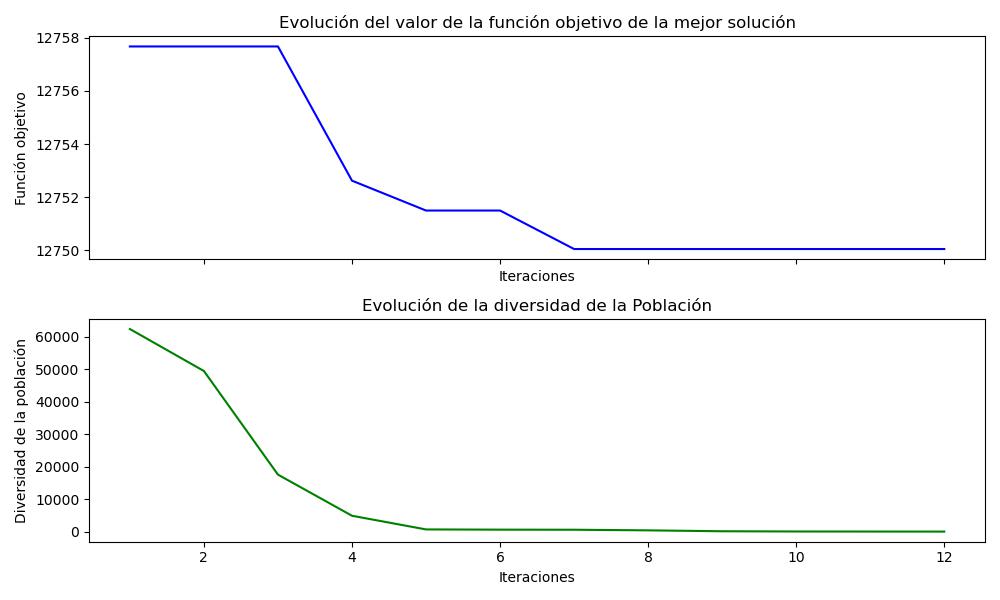 Evolución del valor de la función objetivo de la mejor solución
12758
12756
12754
12752
12750
Función objetivo
Iteraciones
Evolución de la diversidad de la Población
60000
50000
40000
30000
20000
10000
0
Diversidad de la población
2 4 6 8 10 12
Iteraciones